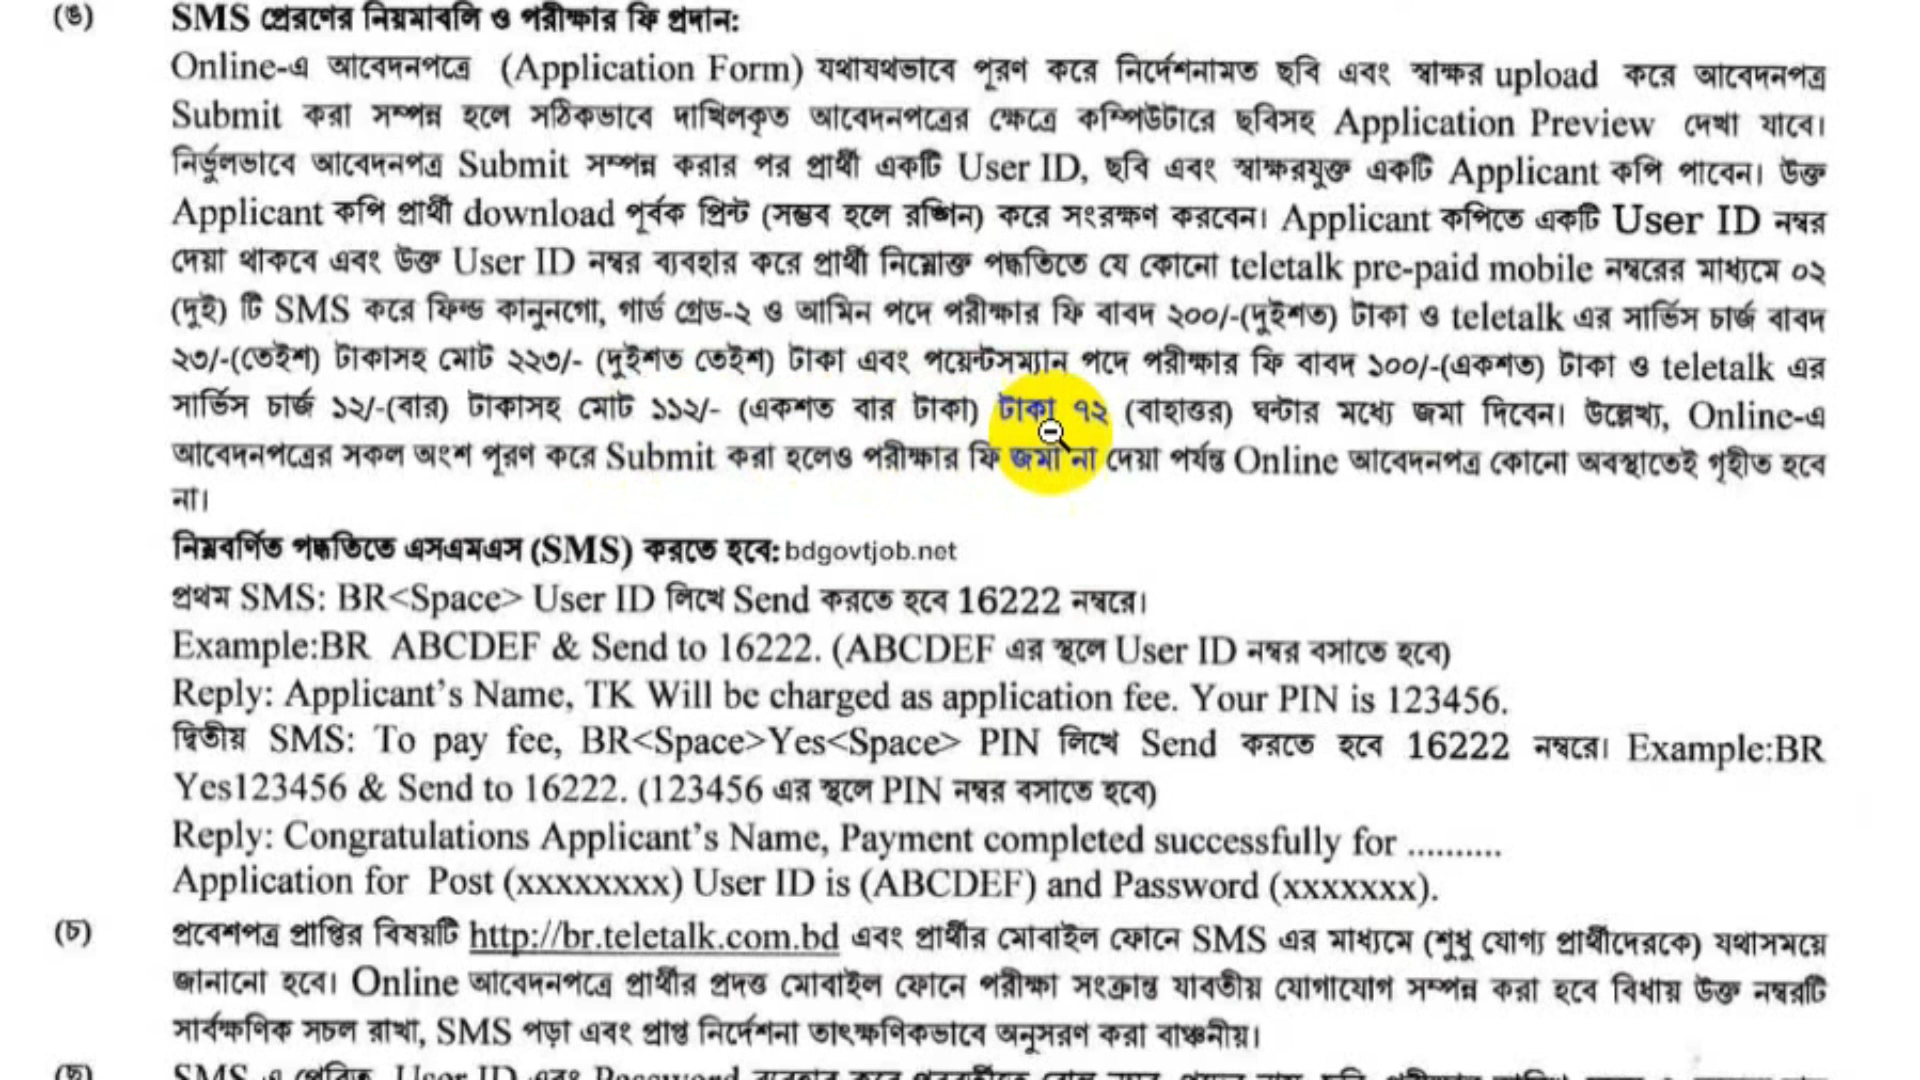 (ঙ) SMS প্রেরণের নিয়মাবলি ও পরীক্ষার ফি প্রদান:
Online-এ আবেদনপত্রে (Application Form) যথাযথভাবে পূরণ করে নির্দেশনামত ছবি এবং স্বাক্ষর upload করে আবেদনপত্র
Submit করা সম্পন্ন হলে সঠিকভাবে দাখিলকৃত আবেদনপত্রের ক্ষেত্রে কম্পিউটারে ছবিসহ Application Preview দেখা যাবে।
নির্ভুলভাবে আবেদনপত্র Submit সম্পন্ন করার পর প্রার্থী একটি User ID, ছবি এবং স্বাক্ষরযুক্ত একটি Applicant কপি পাবেন। উক্ত
Applicant কপি প্রার্থী download পূর্বক প্রিন্ট (সম্ভব হলে রঙ্গিন) করে সংরক্ষণ করবেন। Applicant কপিতে একটি User ID নম্বর
দেয়া থাকবে এবং উক্ত User ID নম্বর ব্যবহার করে প্রার্থী নিম্নোক্ত পদ্ধতিতে যে কোনো teletalk pre-paid mobile নম্বরের মাধ্যমে ০২
(দুই) টি SMS করে ফিল্ড কানুনগো, গার্ড গ্রেড-২ ও আমিন পদে পরীক্ষার ফি বাবদ ২০০/-(দুইশত) টাকা ও teletalk এর সার্ভিস চার্জ বাবদ
২৩/-(তেইশ) টাকাসহ মোট ২২৩/- (দুইশত তেইশ) টাকা এবং পয়েন্টসম্যান পদে পরীক্ষার ফি বাবদ ১০০/-(একশত) টাকা ও teletalk এর
সার্ভিস চার্জ ১২/-(বার) টাকাসহ মোট ১১২/- (একশত বার টাকা) টাকা ৭২ (বাহাত্তর) ঘন্টার মধ্যে জমা দিবেন। উল্লেখ্য, Online-এ
আবেদনপত্রের সকল অংশ পূরণ করে Submit করা হলেও পরীক্ষার ফি জমা না দেয়া পর্যন্ত Online আবেদনপত্র কোনো অবস্থাতেই গৃহীত হবে
না।
নিম্নবর্ণিত পদ্ধতিতে এসএমএস (SMS) করতে হবে: bdgovtjob.net
প্রথম SMS: BR<Space> User ID লিখে Send করতে হবে 16222 নম্বরে।
Example:BR ABCDEF & Send to 16222. (ABCDEF এর স্থলে User ID নম্বর বসাতে হবে)
Reply: Applicant's Name, TK Will be charged as application fee. Your PIN is 123456.
দ্বিতীয় SMS: To pay fee, BR<Space>Yes<Space> PIN লিখে Send করতে হবে 16222 নম্বরে। Example:BR
Yes123456 & Send to 16222. (123456 এর স্থলে PIN নম্বর বসাতে হবে)
Reply: Congratulations Applicant's Name, Payment completed successfully for ..........
Application for Post (xxxxxxxx) User ID is (ABCDEF) and Password (xxxxxxx).
(চ) প্রবেশপত্র প্রাপ্তির বিষয়টি http://br.teletalk.com.bd এবং প্রার্থীর মোবাইল ফোনে SMS এর মাধ্যমে (শুধু যোগ্য প্রার্থীদেরকে) যথাসময়ে
জানানো হবে। Online আবেদনপত্রে প্রার্থীর প্রদত্ত মোবাইল ফোনে পরীক্ষা সংক্রান্ত যাবতীয় যোগাযোগ সম্পন্ন করা হবে বিধায় উক্ত নম্বরটি
সার্বক্ষণিক সচল রাখা, SMS পড়া এবং প্রাপ্ত নির্দেশনা তাৎক্ষণিকভাবে অনুসরণ করা বাঞ্চনীয়।
(ছ) SMS এ প্রেরিত User ID এবং Password ব্যবহার করে